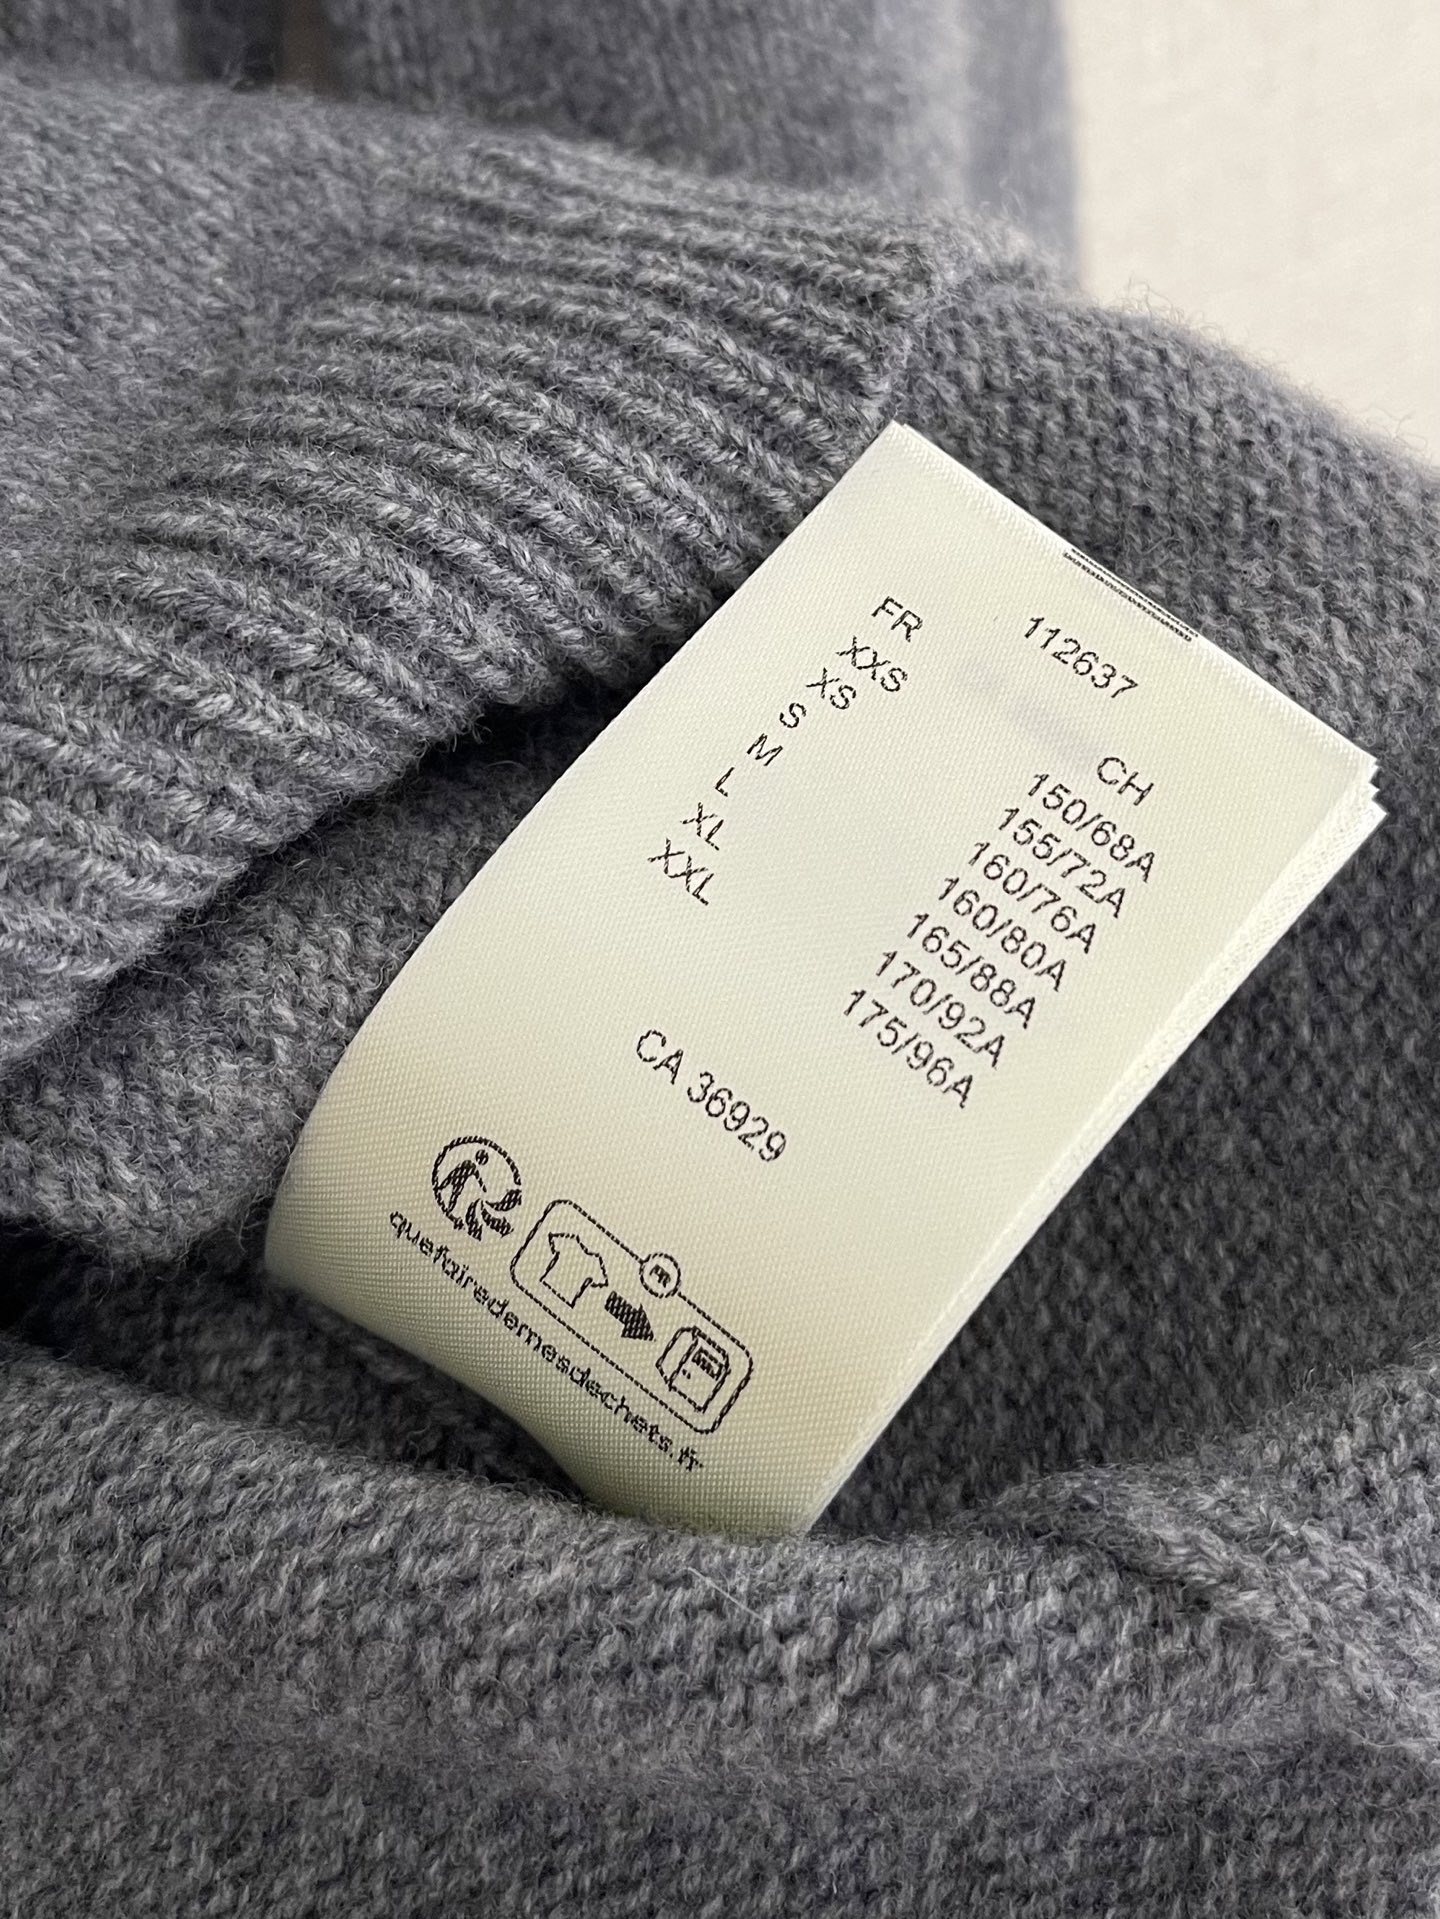 112637
FR CH
XXS 150/68A
XS 155/72A
S 160/76A
M 160/80A
L 165/88A
XL 170/92A
XXL 175/96A
CA 36929
FR
quefairedemesdechets.fr